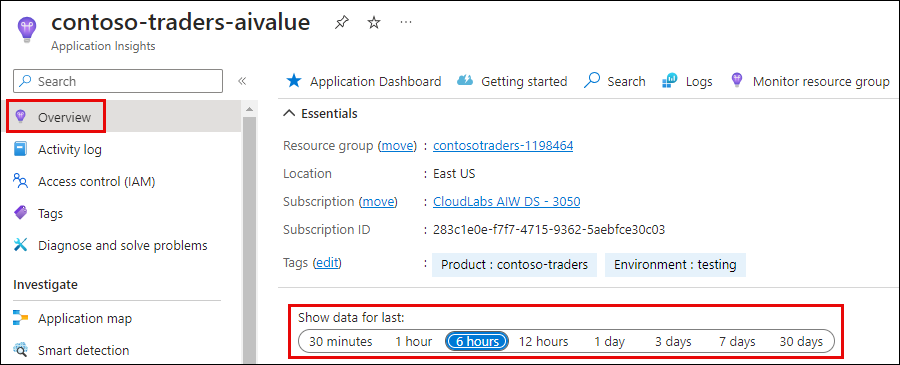 contoso-traders-aivalue
Application Insights
Search
Overview
Activity log
Access control (IAM)
Tags
Diagnose and solve problems
Investigate
Application map
Smart detection
Application Dashboard Getting started Search Logs Monitor resource group
Essentials
Resource group (move) : contosotraders-1198464
Location : East US
Subscription (move) : CloudLabs AIW DS - 3050
Subscription ID : 283c1e0e-f7f7-4715-9362-5aebfce30c03
Tags (edit) : Product : contoso-traders Environment : testing
Show data for last:
30 minutes 1 hour 6 hours 12 hours 1 day 3 days 7 days 30 days